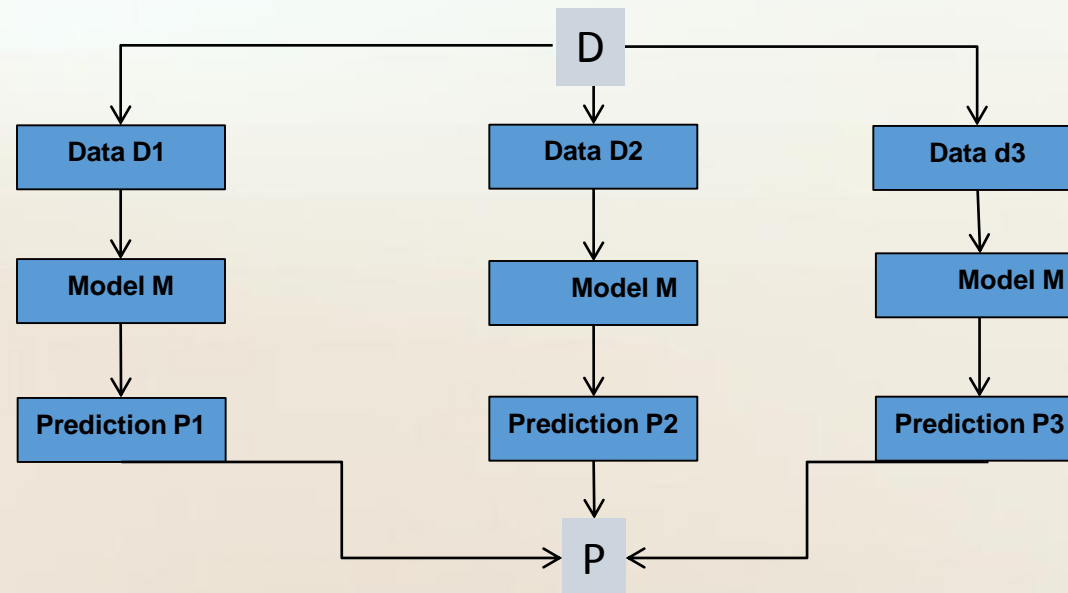 D
Data D1
Data D2
Data d3
Model M
Model M
Model M
Prediction P1
Prediction P2
Prediction P3
P